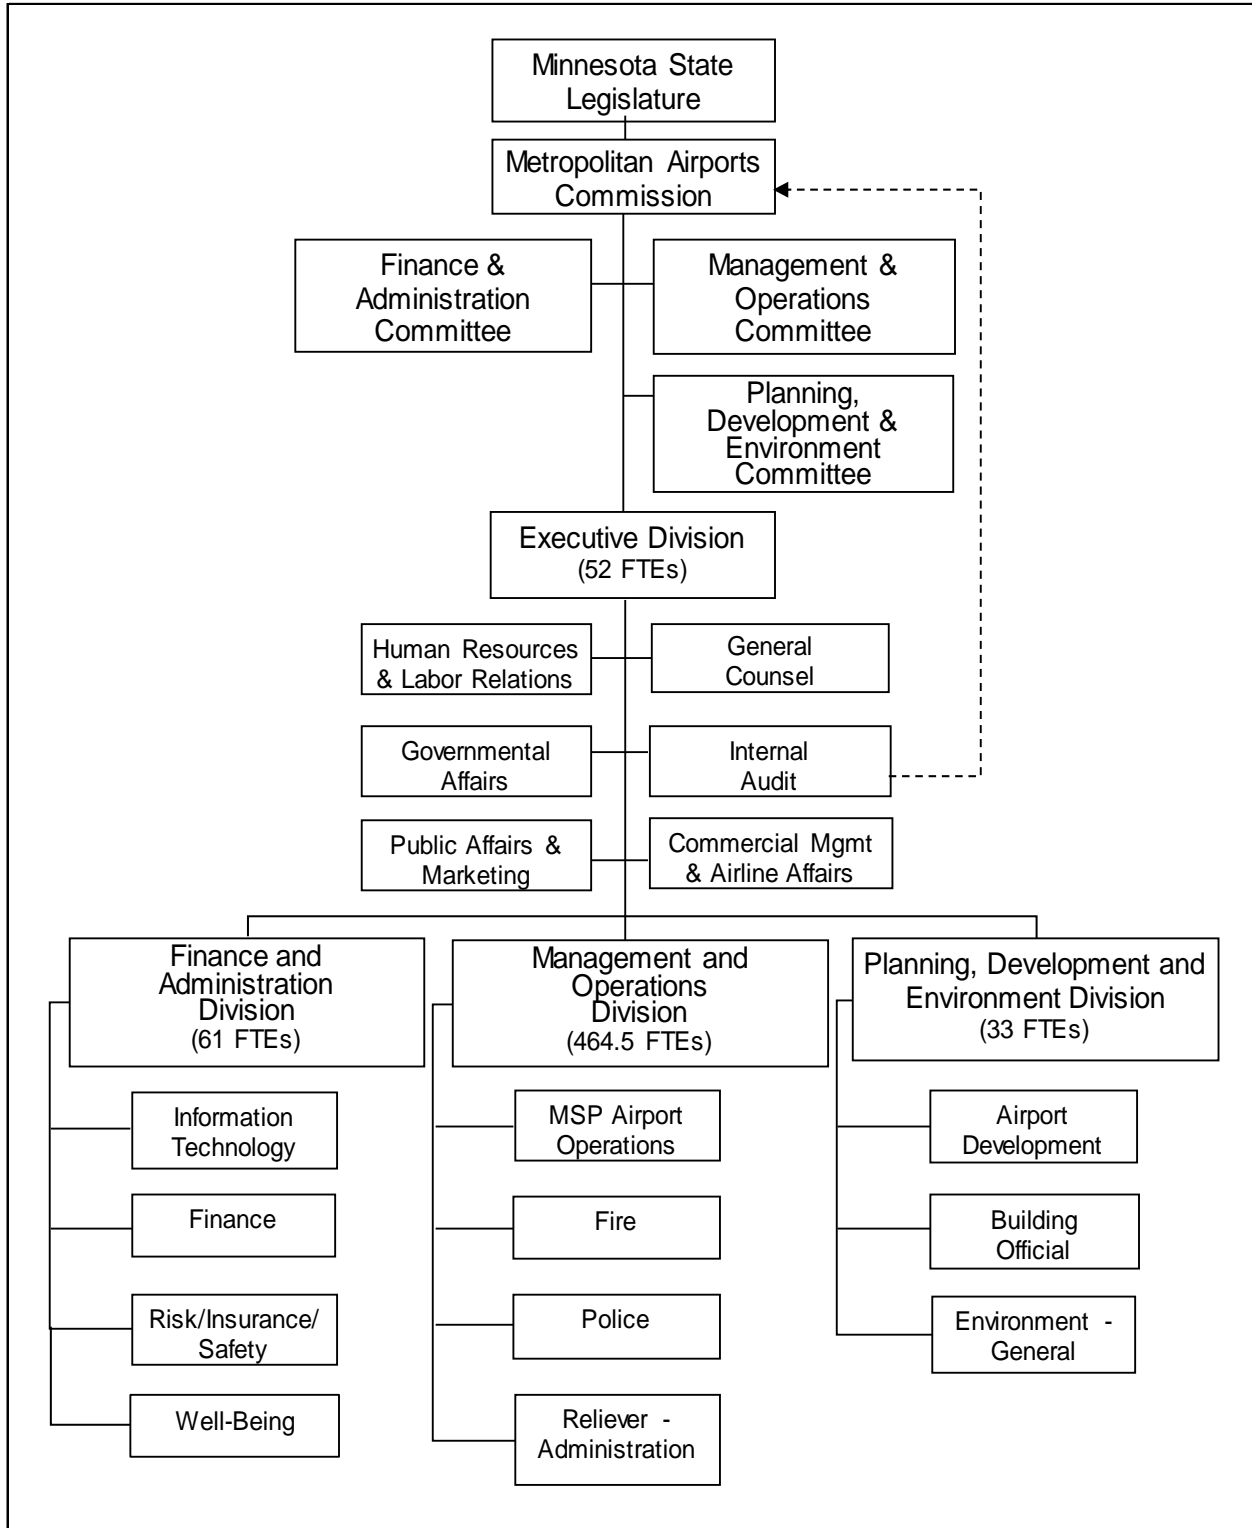 Minnesota State
Legislature
Metropolitan Airports
Commission
Finance &
Administration
Committee
Management &
Operations
Committee
Planning,
Development &
Environment
Committee
Executive Division
(52 FTEs)
Human Resources
& Labor Relations
General
Counsel
Governmental
Affairs
Internal
Audit
Public Affairs &
Marketing
Commercial Mgmt
& Airline Affairs
Finance and
Administration
Division
(61 FTEs)
Management and
Operations
Division
(464.5 FTEs)
Planning, Development and
Environment Division
(33 FTEs)
Information
Technology
MSP Airport
Operations
Airport
Development
Finance
Fire
Building
Official
Risk/Insurance/
Safety
Police
Environment -
General
Well-Being
Reliever -
Administration